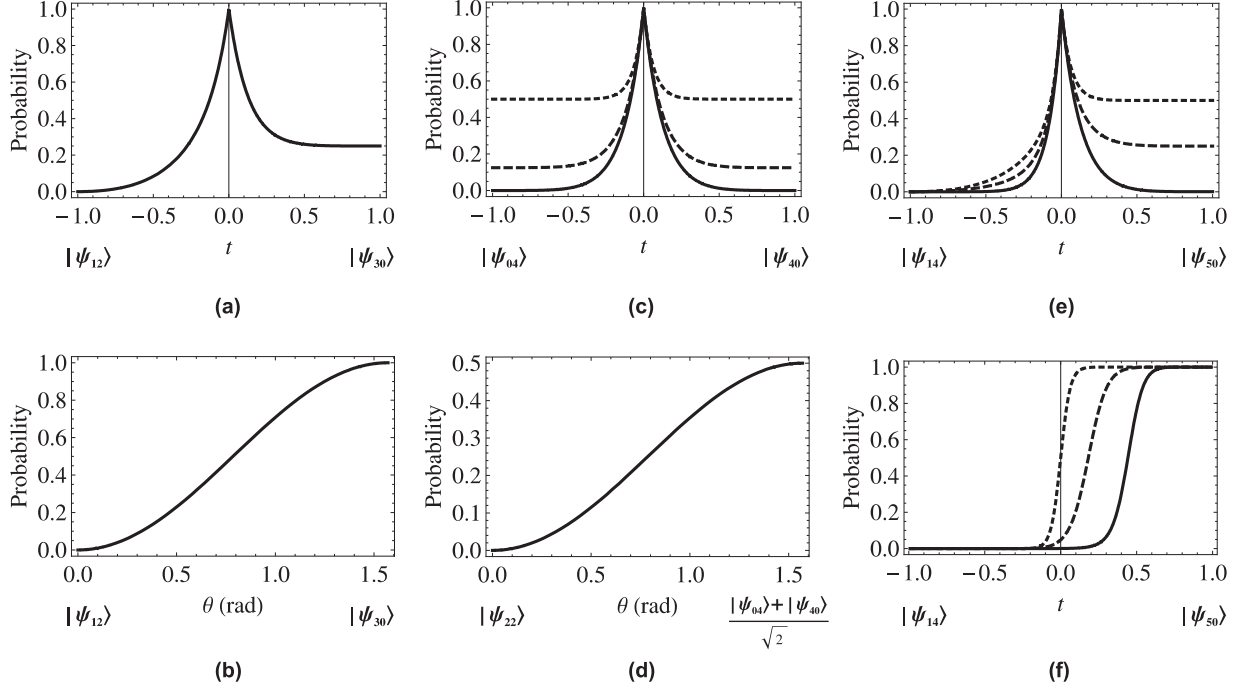 Probability
1.0
0.8
0.6
0.4
0.2
0.0
−1.0 −0.5 0.0 0.5 1.0
t
|ψ12⟩ |ψ30⟩
(a)
Probability
1.0
0.8
0.6
0.4
0.2
0.0
−1.0 −0.5 0.0 0.5 1.0
t
|ψ04⟩ |ψ40⟩
(c)
Probability
1.0
0.8
0.6
0.4
0.2
0.0
−1.0 −0.5 0.0 0.5 1.0
t
|ψ14⟩ |ψ50⟩
(e)
Probability
1.0
0.8
0.6
0.4
0.2
0.0
0.0 0.5 1.0 1.5
θ (rad)
|ψ12⟩ |ψ30⟩
(b)
Probability
0.5
0.4
0.3
0.2
0.1
0.0
0.0 0.5 1.0 1.5
θ (rad)
|ψ22⟩ |ψ04⟩ + |ψ40⟩
√2
(d)
Probability
1.0
0.8
0.6
0.4
0.2
0.0
−1.0 −0.5 0.0 0.5 1.0
t
|ψ14⟩ |ψ50⟩
(f)